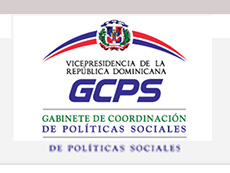 VICEPRESIDENCIA DE LA
REPÚBLICA DOMINICANA
GCPS
GABINETE DE COORDINACIÓN
DE POLÍTICAS SOCIALES
DE POLÍTICAS SOCIALES